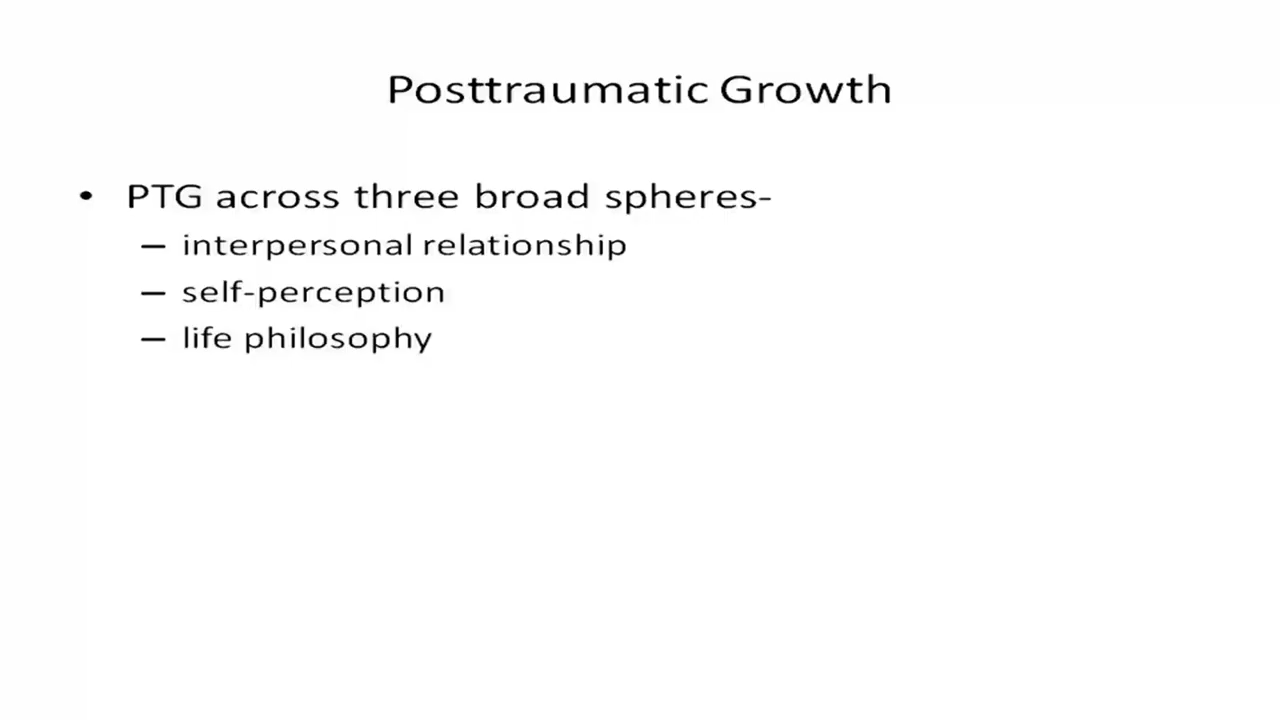 Posttraumatic Growth
• PTG across three broad spheres-
– interpersonal relationship
– self-perception
– life philosophy